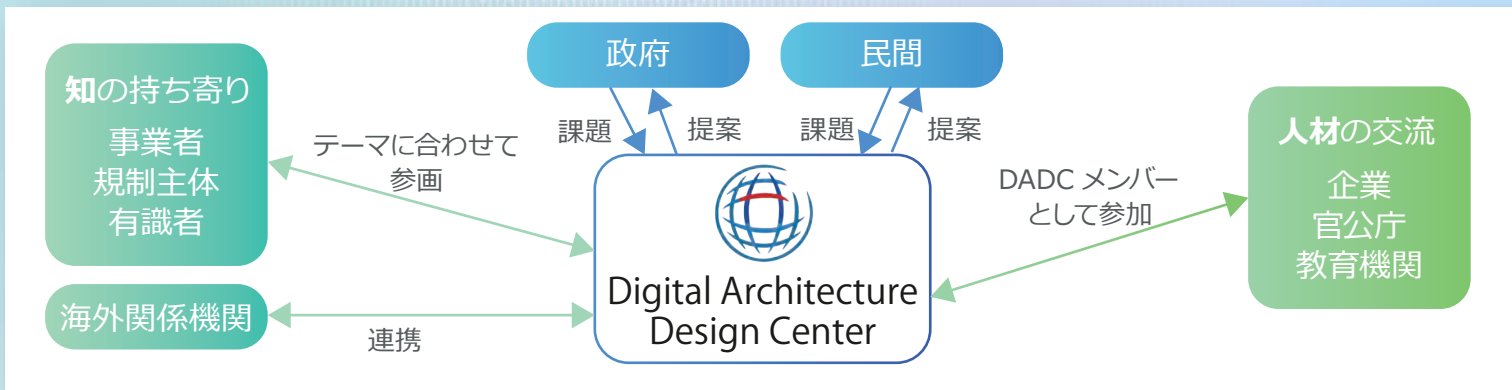 政府
民間
知の持ち寄り
事業者
規制主体
有識者
テーマに合わせて
参画
課題
提案
課題
提案
人材の交流
企業
官公庁
教育機関
DADC メンバー
として参加
Digital Architecture
Design Center
海外関係機関
連携